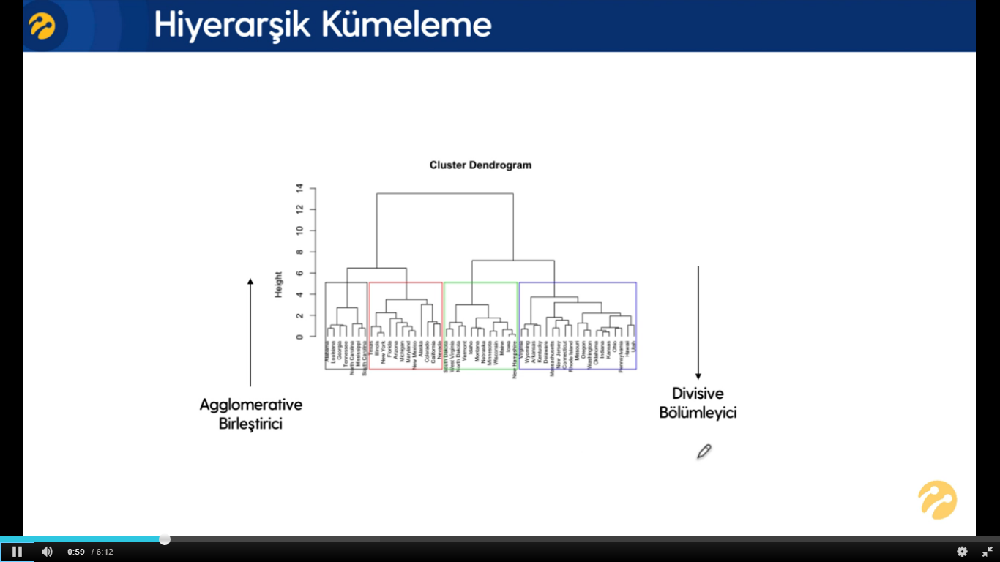 Hiyerarşik Kümeleme
Cluster Dendrogram
Height
14
12
10
8
6
4
2
0
Alabama
Louisiana
Georgia
Tennessee
North Carolina
Mississippi
South Carolina
Texas
Illinois
New York
Florida
Arizona
Michigan
Maryland
New Mexico
Alaska
Colorado
California
Nevada
South Dakota
West Virginia
North Dakota
Vermont
Idaho
Montana
Nebraska
Minnesota
Wisconsin
Maine
Iowa
New Hampshire
Virginia
Wyoming
Arkansas
Kentucky
Delaware
Massachusetts
New Jersey
Connecticut
Rhode Island
Missouri
Oregon
Washington
Oklahoma
Indiana
Kansas
Ohio
Pennsylvania
Hawaii
Utah
Agglomerative
Birleştirici
Divisive
Bölümleyici
0:59 / 6:12